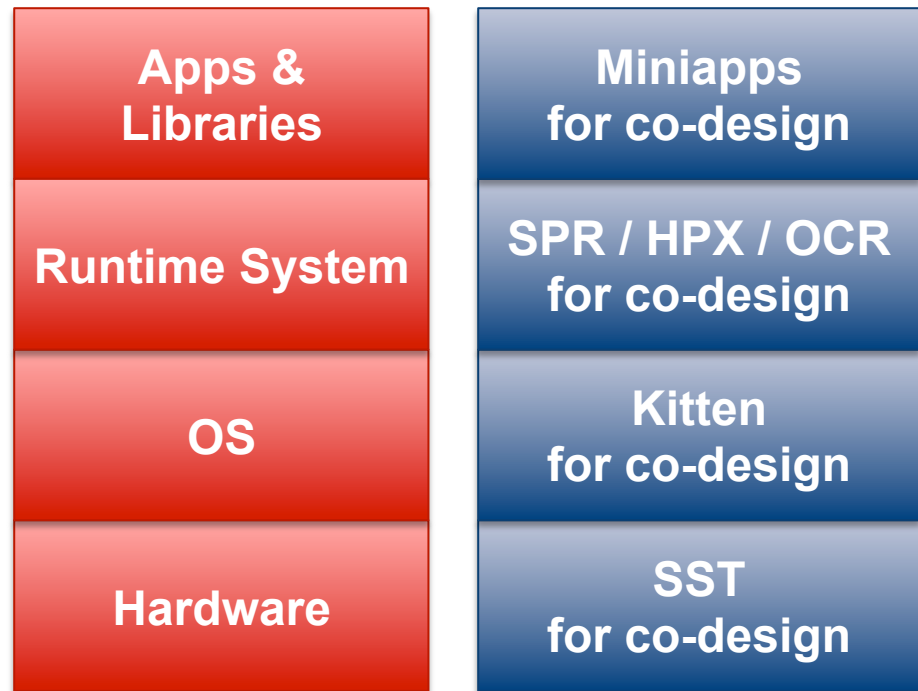 Apps &
Libraries
Runtime System
OS
Hardware
Miniapps
for co-design
SPR / HPX / OCR
for co-design
Kitten
for co-design
SST
for co-design